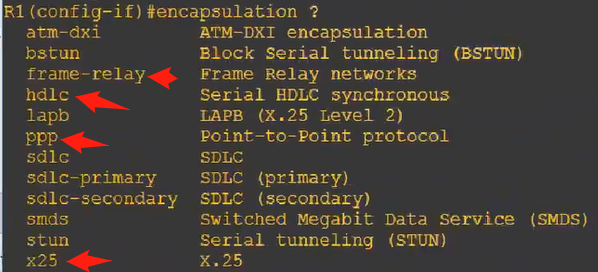 R1(config-if)#encapsulation ?
atm-dxi ATM-DXI encapsulation
bstun Block Serial tunneling (BSTUN)
frame-relay Frame Relay networks
hdlc Serial HDLC synchronous
lapb LAPB (X.25 Level 2)
ppp Point-to-Point protocol
sdlc SDLC
sdlc-primary SDLC (primary)
sdlc-secondary SDLC (secondary)
smds Switched Megabit Data Service (SMDS)
stun Serial tunneling (STUN)
x25 X.25